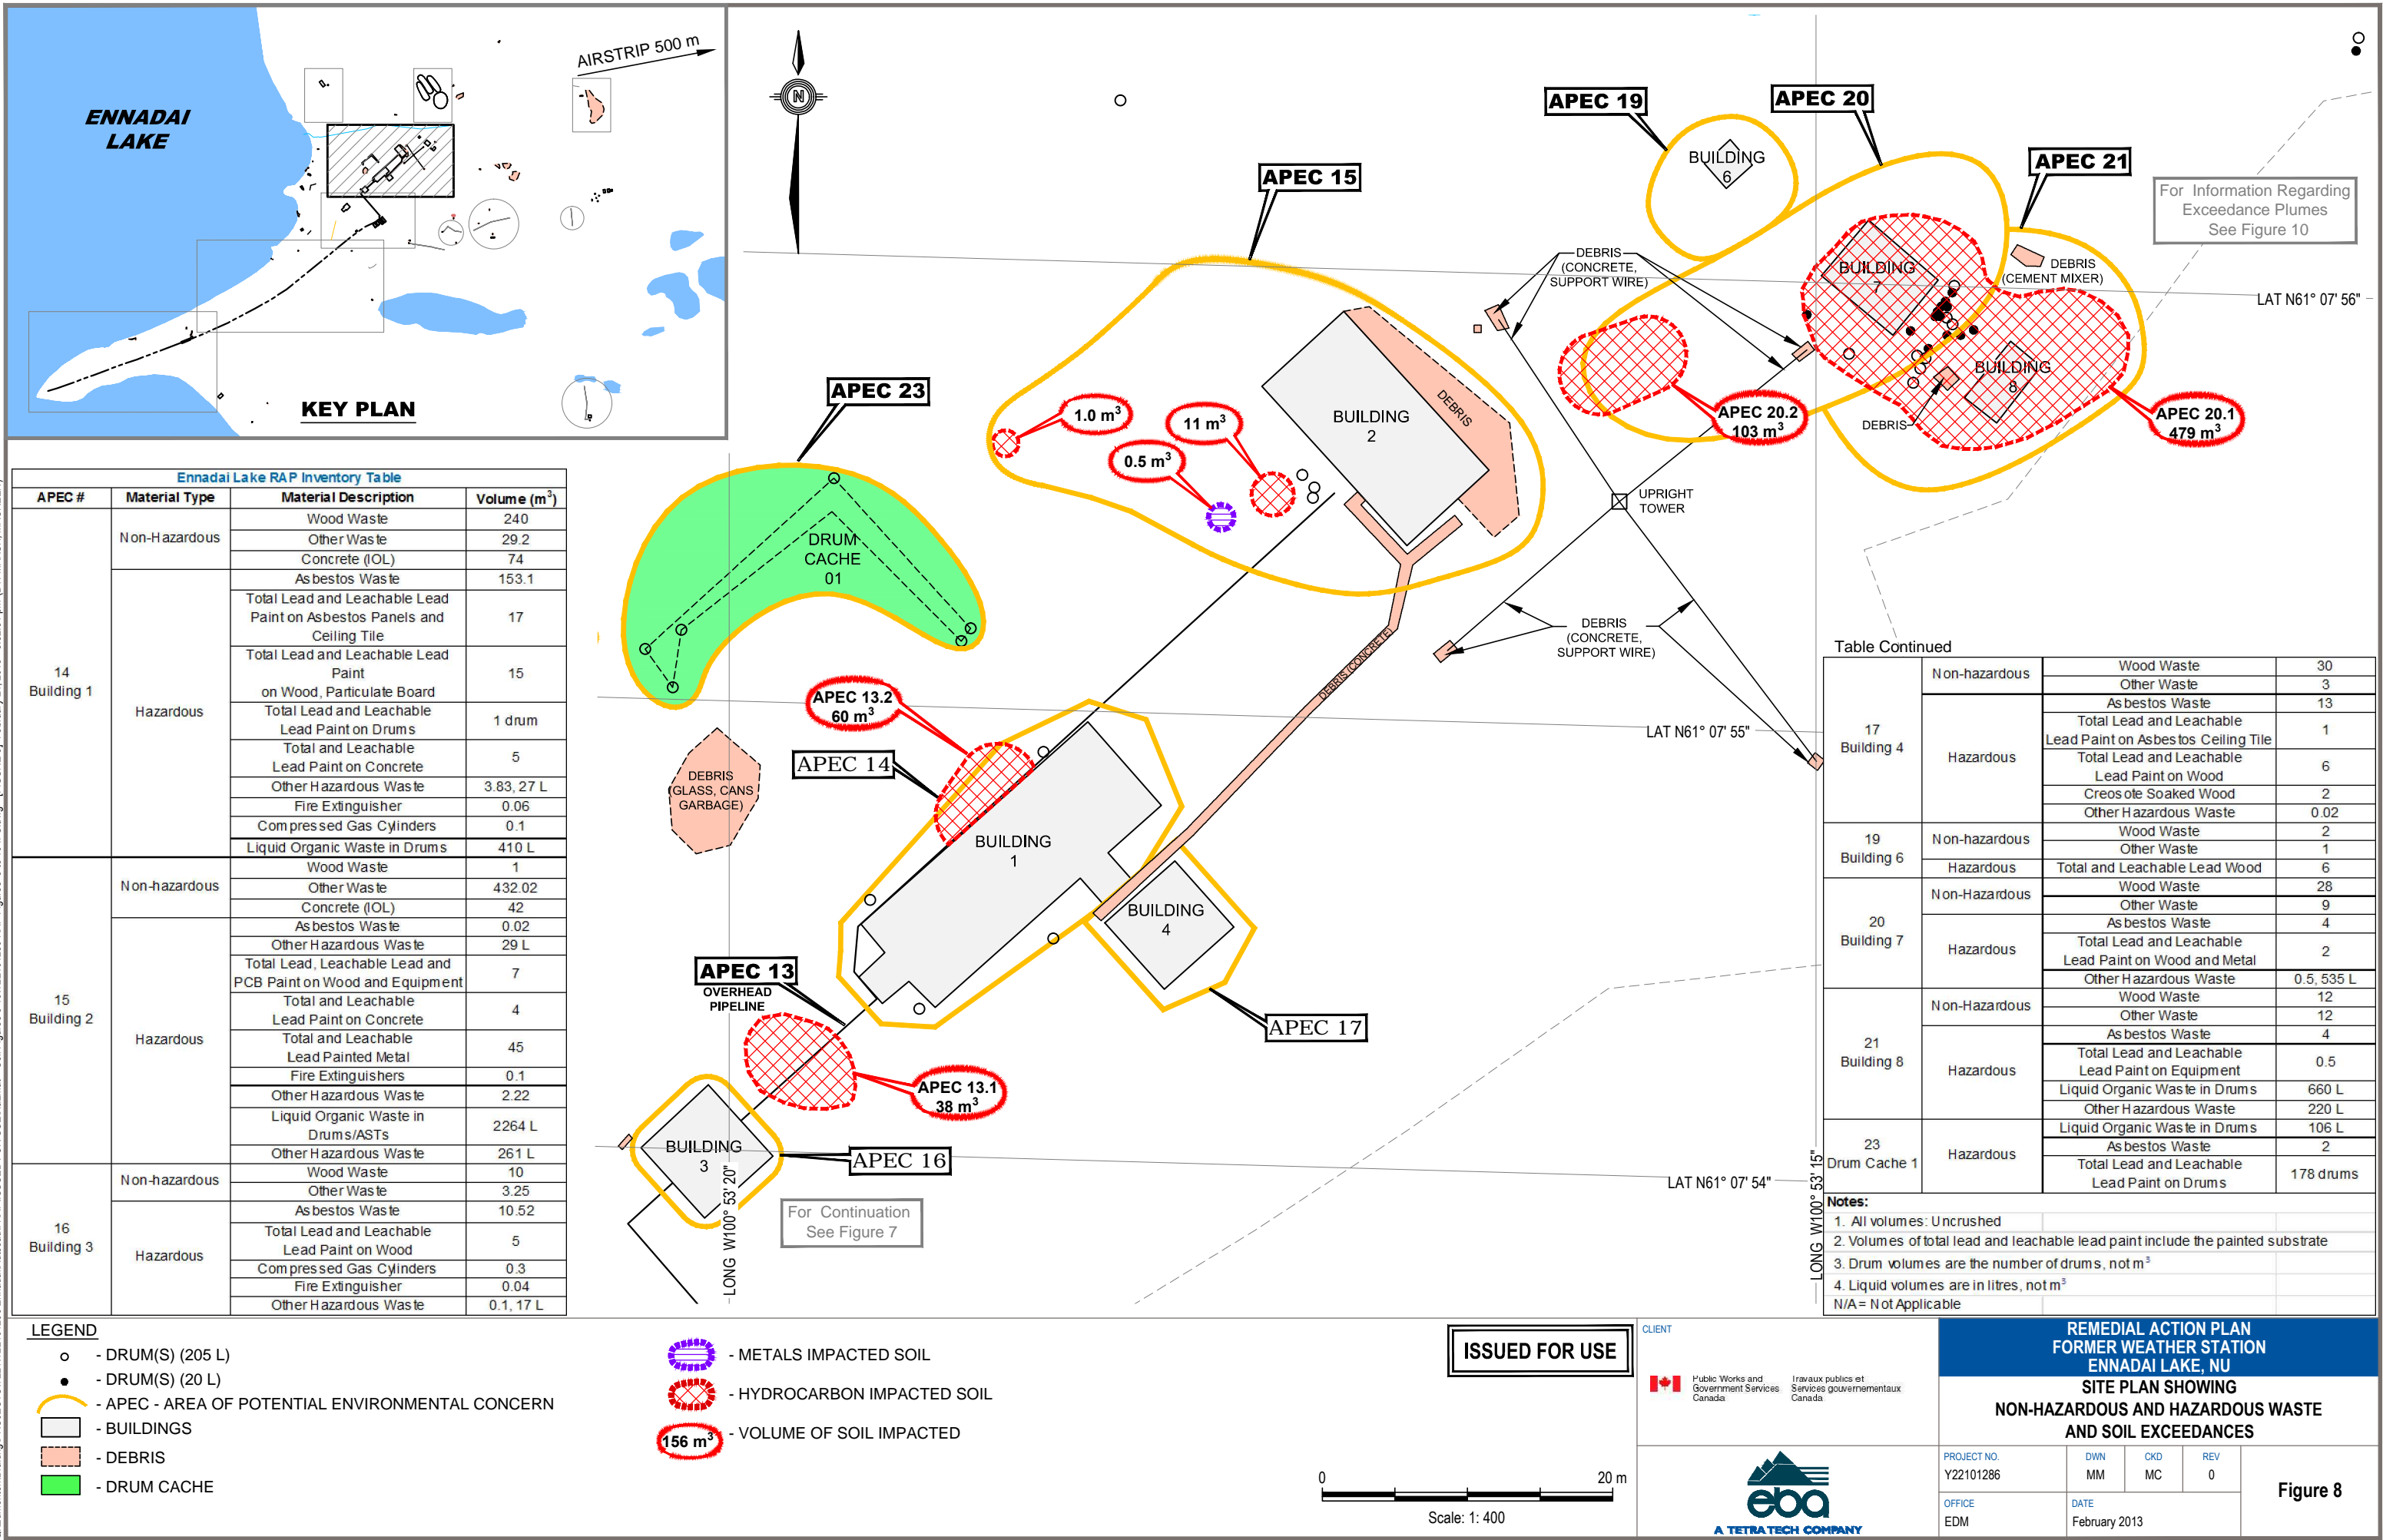 ENNADAI
LAKE
AIRSTRIP 500 m
KEY PLAN
N
APEC 15
APEC 19
APEC 20
APEC 21
BUILDING
6
For Information Regarding
Exceedance Plumes
See Figure 10
DEBRIS
(CONCRETE,
SUPPORT WIRE)
BUILDING
7
DEBRIS
(CEMENT MIXER)
LAT N61° 07' 56"
BUILDING
8
DEBRIS
APEC 20.2
103 m³
APEC 20.1
479 m³
APEC 23
1.0 m³
11 m³
0.5 m³
BUILDING
2
DEBRIS
UPRIGHT
TOWER
DRUM
CACHE
01
DEBRIS
(CONCRETE,
SUPPORT WIRE)
DEBRIS (CONCRETE)
LAT N61° 07' 55"
APEC 13.2
60 m³
APEC 14
DEBRIS
(GLASS, CANS
GARBAGE)
BUILDING
1
BUILDING
4
APEC 13
OVERHEAD
PIPELINE
APEC 17
APEC 13.1
38 m³
BUILDING
3
APEC 16
LAT N61° 07' 54"
LONG W100° 53' 20"
LONG W100° 53' 15"
For Continuation
See Figure 7
Ennadai Lake RAP Inventory Table
APEC # Material Type Material Description Volume (m³)
14
Building 1
Non-Hazardous
Wood Waste 240
Other Waste 29.2
Concrete (IOL) 74
Hazardous
Asbestos Waste 153.1
Total Lead and Leachable Lead
Paint on Asbestos Panels and
Ceiling Tile
17
Total Lead and Leachable Lead
Paint
on Wood, Particulate Board
15
Total Lead and Leachable
Lead Paint on Drums
1 drum
Total and Leachable
Lead Paint on Concrete
5
Other Hazardous Waste 3.83, 27 L
Fire Extinguisher 0.06
Compressed Gas Cylinders 0.1
Liquid Organic Waste in Drums 410 L
15
Building 2
Non-hazardous
Wood Waste 1
Other Waste 432.02
Concrete (IOL) 42
Hazardous
Asbestos Waste 0.02
Other Hazardous Waste 29 L
Total Lead, Leachable Lead and
PCB Paint on Wood and Equipment
7
Total and Leachable
Lead Paint on Concrete
4
Total and Leachable
Lead Painted Metal
45
Fire Extinguishers 0.1
Other Hazardous Waste 2.22
Liquid Organic Waste in
Drums/ASTs
2264 L
Other Hazardous Waste 261 L
16
Building 3
Non-hazardous
Wood Waste 10
Other Waste 3.25
Hazardous
Asbestos Waste 10.52
Total Lead and Leachable
Lead Paint on Wood
5
Compressed Gas Cylinders 0.3
Fire Extinguisher 0.04
Other Hazardous Waste 0.1, 17 L
Table Continued
17
Building 4
Non-hazardous
Wood Waste 30
Other Waste 3
Hazardous
Asbestos Waste 13
Total Lead and Leachable
Lead Paint on Asbestos Ceiling Tile
1
Total Lead and Leachable
Lead Paint on Wood
6
Creosote Soaked Wood 2
Other Hazardous Waste 0.02
19
Building 6
Non-hazardous
Wood Waste 2
Other Waste 1
Hazardous
Total and Leachable Lead Wood 6
20
Building 7
Non-Hazardous
Wood Waste 28
Other Waste 9
Hazardous
Asbestos Waste 4
Total Lead and Leachable
Lead Paint on Wood and Metal
2
Other Hazardous Waste 0.5, 535 L
21
Building 8
Non-Hazardous
Wood Waste 12
Other Waste 12
Hazardous
Asbestos Waste 4
Total Lead and Leachable
Lead Paint on Equipment
0.5
Liquid Organic Waste in Drums 660 L
Other Hazardous Waste 220 L
23
Drum Cache 1
Hazardous
Liquid Organic Waste in Drums 106 L
Asbestos Waste 2
Total Lead and Leachable
Lead Paint on Drums
178 drums
Notes:
1. All volumes: Uncrushed
2. Volumes of total lead and leachable lead paint include the painted substrate
3. Drum volumes are the number of drums, not m³
4. Liquid volumes are in litres, not m³
N/A = Not Applicable
LEGEND
- DRUM(S) (205 L)
- DRUM(S) (20 L)
- APEC - AREA OF POTENTIAL ENVIRONMENTAL CONCERN
- BUILDINGS
- DEBRIS
- DRUM CACHE
- METALS IMPACTED SOIL
- HYDROCARBON IMPACTED SOIL
156 m³ - VOLUME OF SOIL IMPACTED
0 20 m
Scale: 1: 400
ISSUED FOR USE
CLIENT
Public Works and
Government Services
Canada
Travaux publics et
Services gouvernementaux
Canada
eba
A TETRA TECH COMPANY
REMEDIAL ACTION PLAN
FORMER WEATHER STATION
ENNADAI LAKE, NU
SITE PLAN SHOWING
NON-HAZARDOUS AND HAZARDOUS WASTE
AND SOIL EXCEEDANCES
PROJECT NO.
Y22101286
DWN
MM
CKD
MC
REV
0
OFFICE
EDM
DATE
February 2013
Figure 8